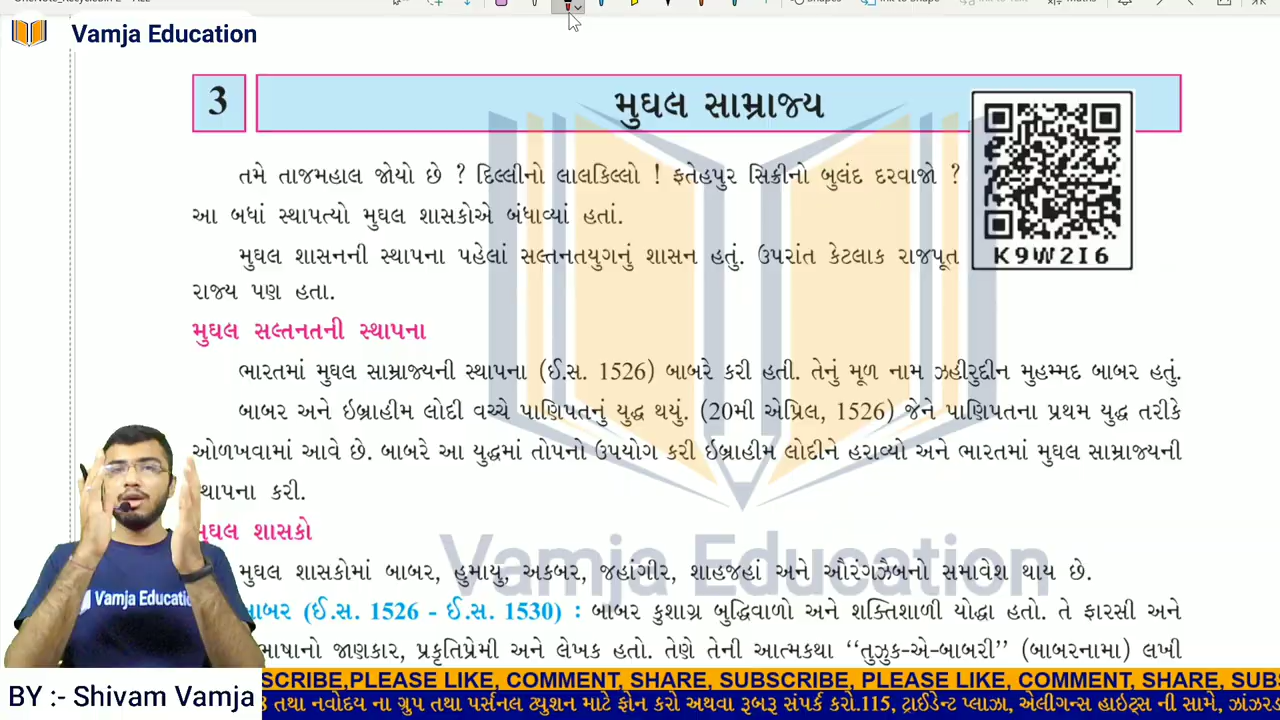 Vamja Education
3
મુઘલ સામ્રાજ્ય
તમે તાજમહાલ જોયો છે ? દિલ્લીનો લાલકિલ્લો ! ફતેહપુર સિક્રીનો બુલંદ દરવાજો ?
આ બધાં સ્થાપત્યો મુઘલ શાસકોએ બંધાવ્યાં હતાં.
K9W2I6
મુઘલ શાસનની સ્થાપના પહેલાં સલ્તનતયુગનું શાસન હતું. ઉપરાંત કેટલાક રાજપૂત
રાજ્ય પણ હતા.
મુઘલ સલ્તનતની સ્થાપના
ભારતમાં મુઘલ સામ્રાજ્યની સ્થાપના (ઈ.સ. 1526) બાબરે કરી હતી. તેનું મૂળ નામ ઝહીરુદ્દીન મુહમ્મદ બાબર હતું.
બાબર અને ઇબ્રાહીમ લોદી વચ્ચે પાણિપતનું યુદ્ધ થયું. (20મી એપ્રિલ, 1526) જેને પાણિપતના પ્રથમ યુદ્ધ તરીકે
ઓળખવામાં આવે છે. બાબરે આ યુદ્ધમાં તોપનો ઉપયોગ કરી ઇબ્રાહીમ લોદીને હરાવ્યો અને ભારતમાં મુઘલ સામ્રાજ્યની
સ્થાપના કરી.
મુઘલ શાસકો
મુઘલ શાસકોમાં બાબર, હુમાયુ, અકબર, જહાંગીર, શાહજહાં અને ઔરંગઝેબનો સમાવેશ થાય છે.
બાબર (ઈ.સ. 1526 - ઈ.સ. 1530) : બાબર કુશાગ્ર બુદ્ધિવાળો અને શક્તિશાળી યોદ્ધા હતો. તે ફારસી અને
ભાષાનો જાણકાર, પ્રકૃતિપ્રેમી અને લેખક હતો. તેણે તેની આત્મકથા ‘‘તુઝુક-એ-બાબરી’’ (બાબરનામા) લખી
Vamja Education
Vamja Education
BY :- Shivam Vamja
SCRIBE,PLEASE LIKE, COMMENT, SHARE, SUBSCRIBE, PLEASE LIKE, COMMENT, SHARE, SUBS
તથા નવોદય ના ગ્રુપ તથા પર્સનલ ટ્યુશન માટે ફોન કરો અથવા રૂબરૂ સંપર્ક કરો.115, ટ્રાઈડેન્ટ પ્લાઝા, એલીગન્સ હાઇટ્સ ની સામે,